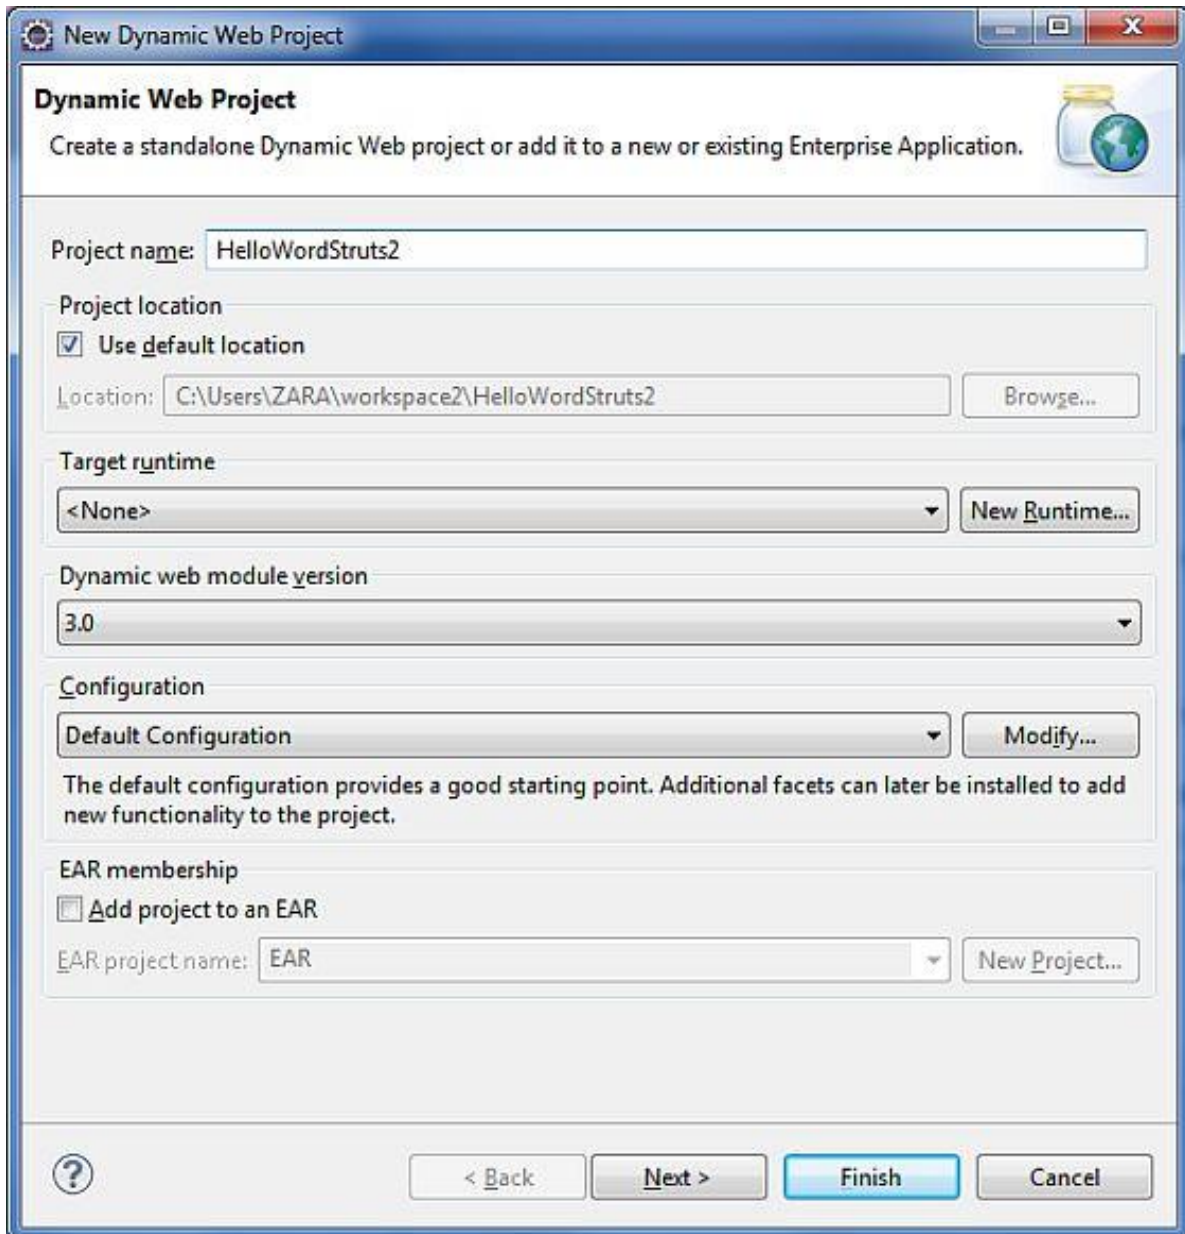 New Dynamic Web Project
Dynamic Web Project
Create a standalone Dynamic Web project or add it to a new or existing Enterprise Application.
Project name: HelloWordStruts2
Project location
Use default location
Location: C:\Users\ZARA\workspace2\HelloWordStruts2 Browse...
Target runtime
<None> New Runtime...
Dynamic web module version
3.0
Configuration
Default Configuration Modify...
The default configuration provides a good starting point. Additional facets can later be installed to add
new functionality to the project.
EAR membership
Add project to an EAR
EAR project name: EAR New Project...
? < Back Next > Finish Cancel